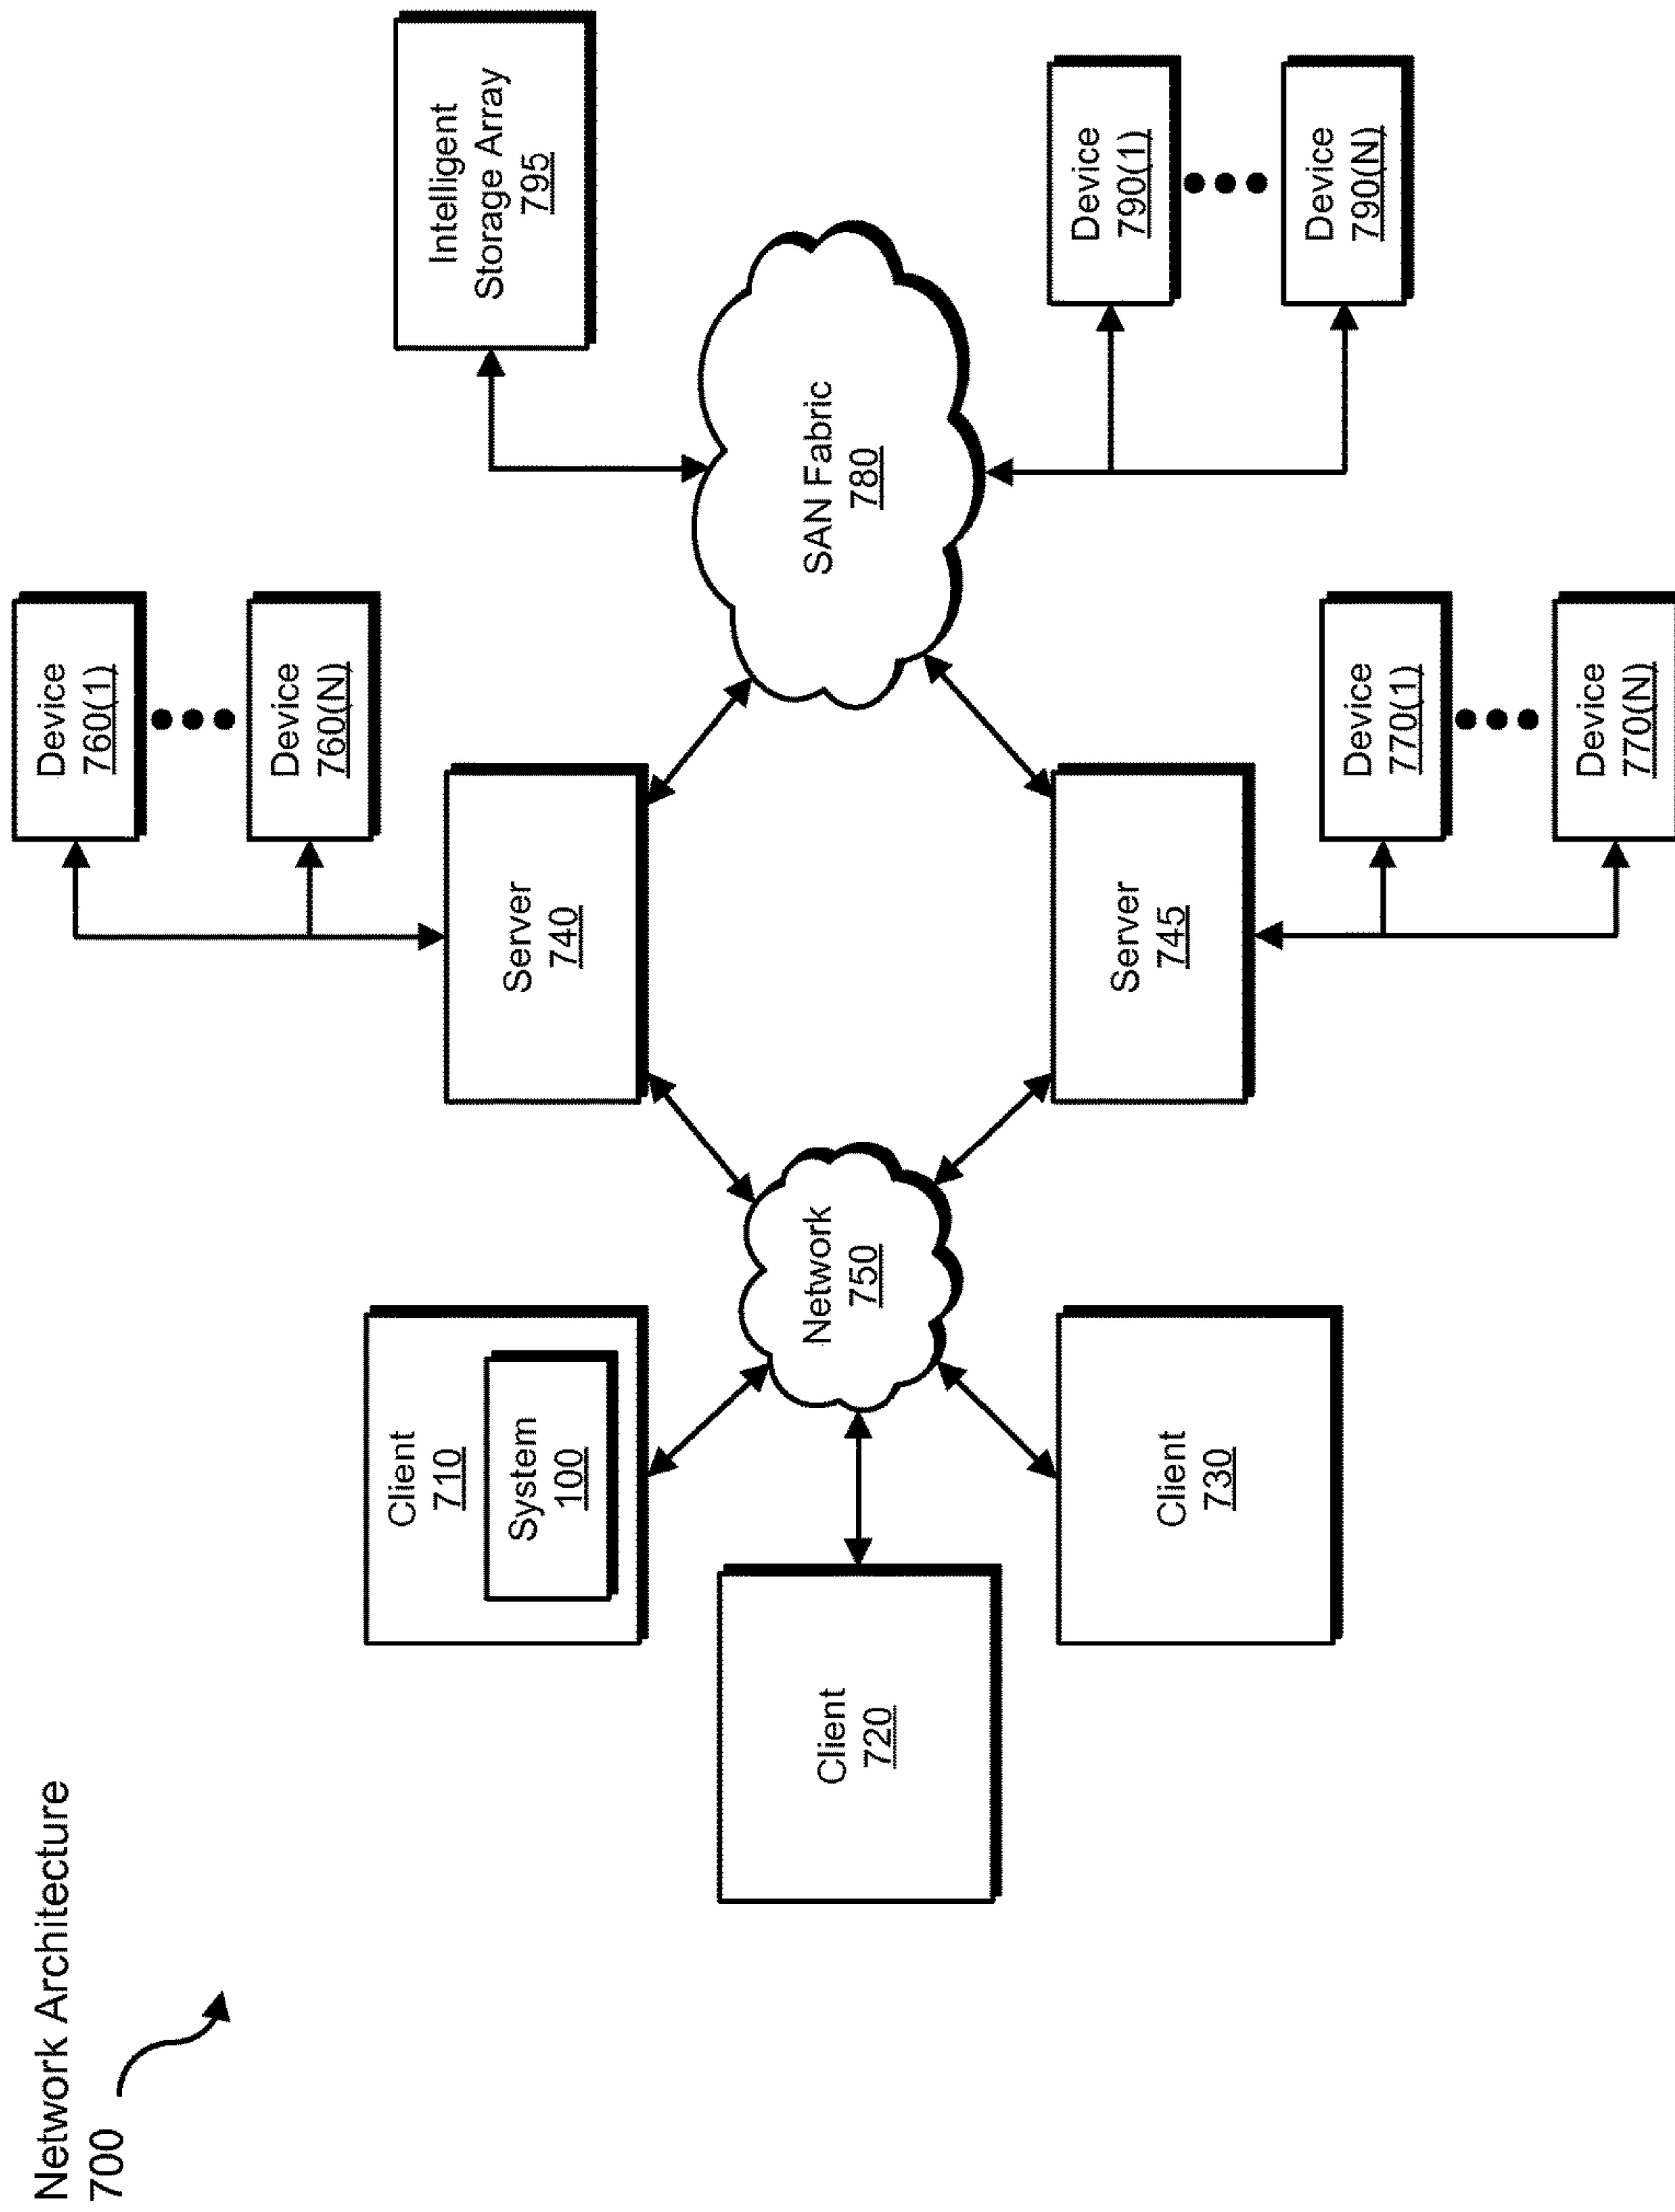 Network Architecture
700
Client
710
System
100
Client
720
Client
730
Network
750
Server
740
Server
745
Device
760(1)
Device
760(N)
Device
770(1)
Device
770(N)
SAN Fabric
780
Intelligent
Storage Array
795
Device
790(1)
Device
790(N)